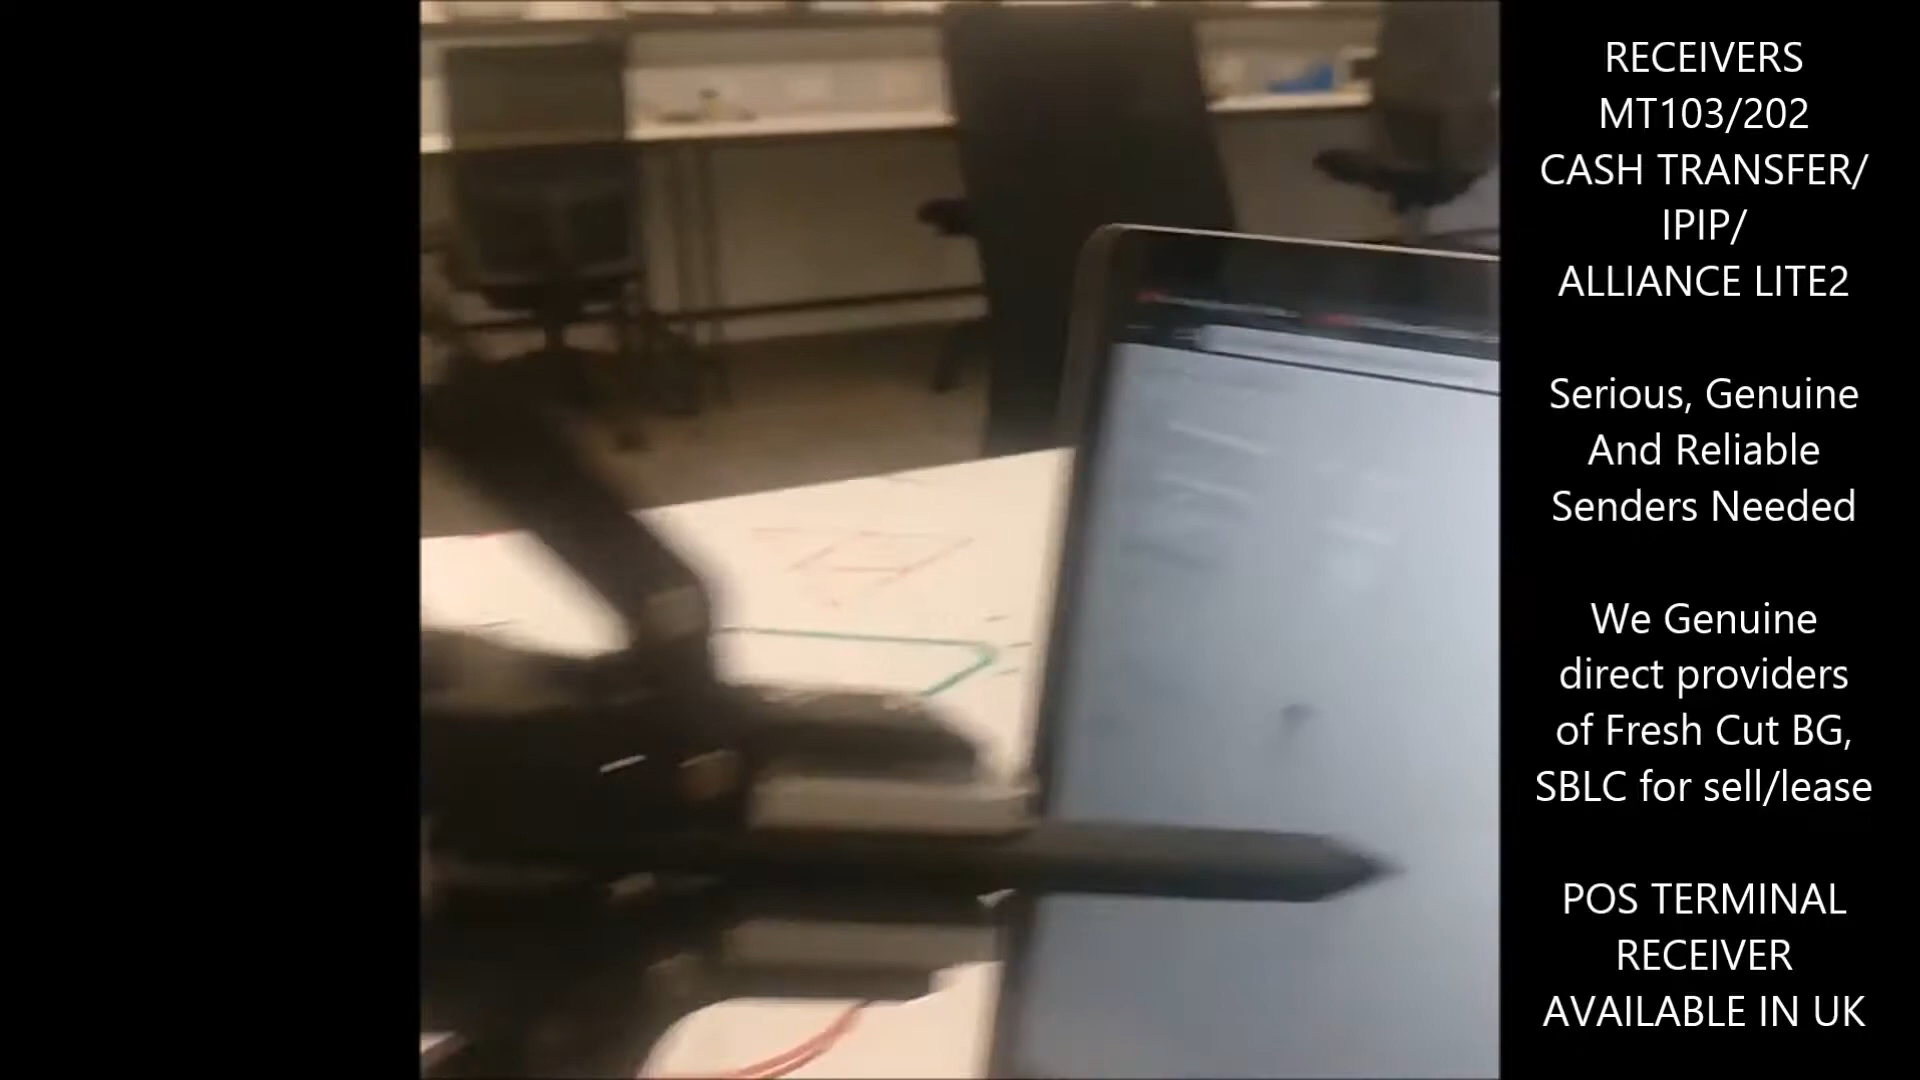 RECEIVERS
MT103/202
CASH TRANSFER/
IPIP/
ALLIANCE LITE2
Serious, Genuine
And Reliable
Senders Needed
We Genuine
direct providers
of Fresh Cut BG,
SBLC for sell/lease
POS TERMINAL
RECEIVER
AVAILABLE IN UK